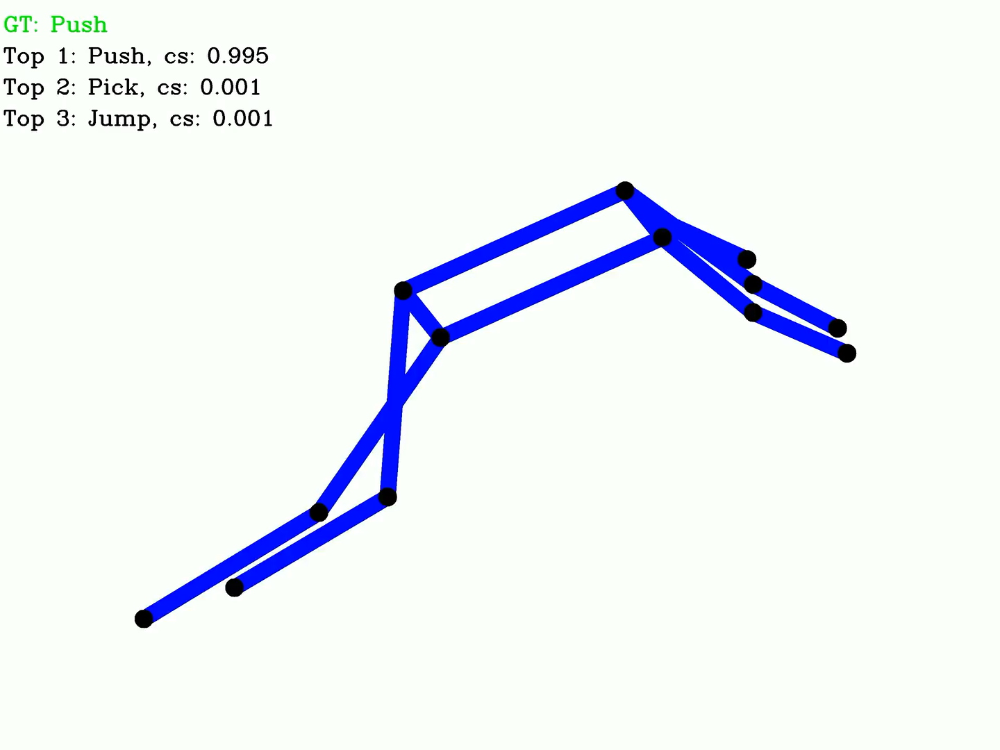 GT: Push
Top 1: Push, cs: 0.995
Top 2: Pick, cs: 0.001
Top 3: Jump, cs: 0.001